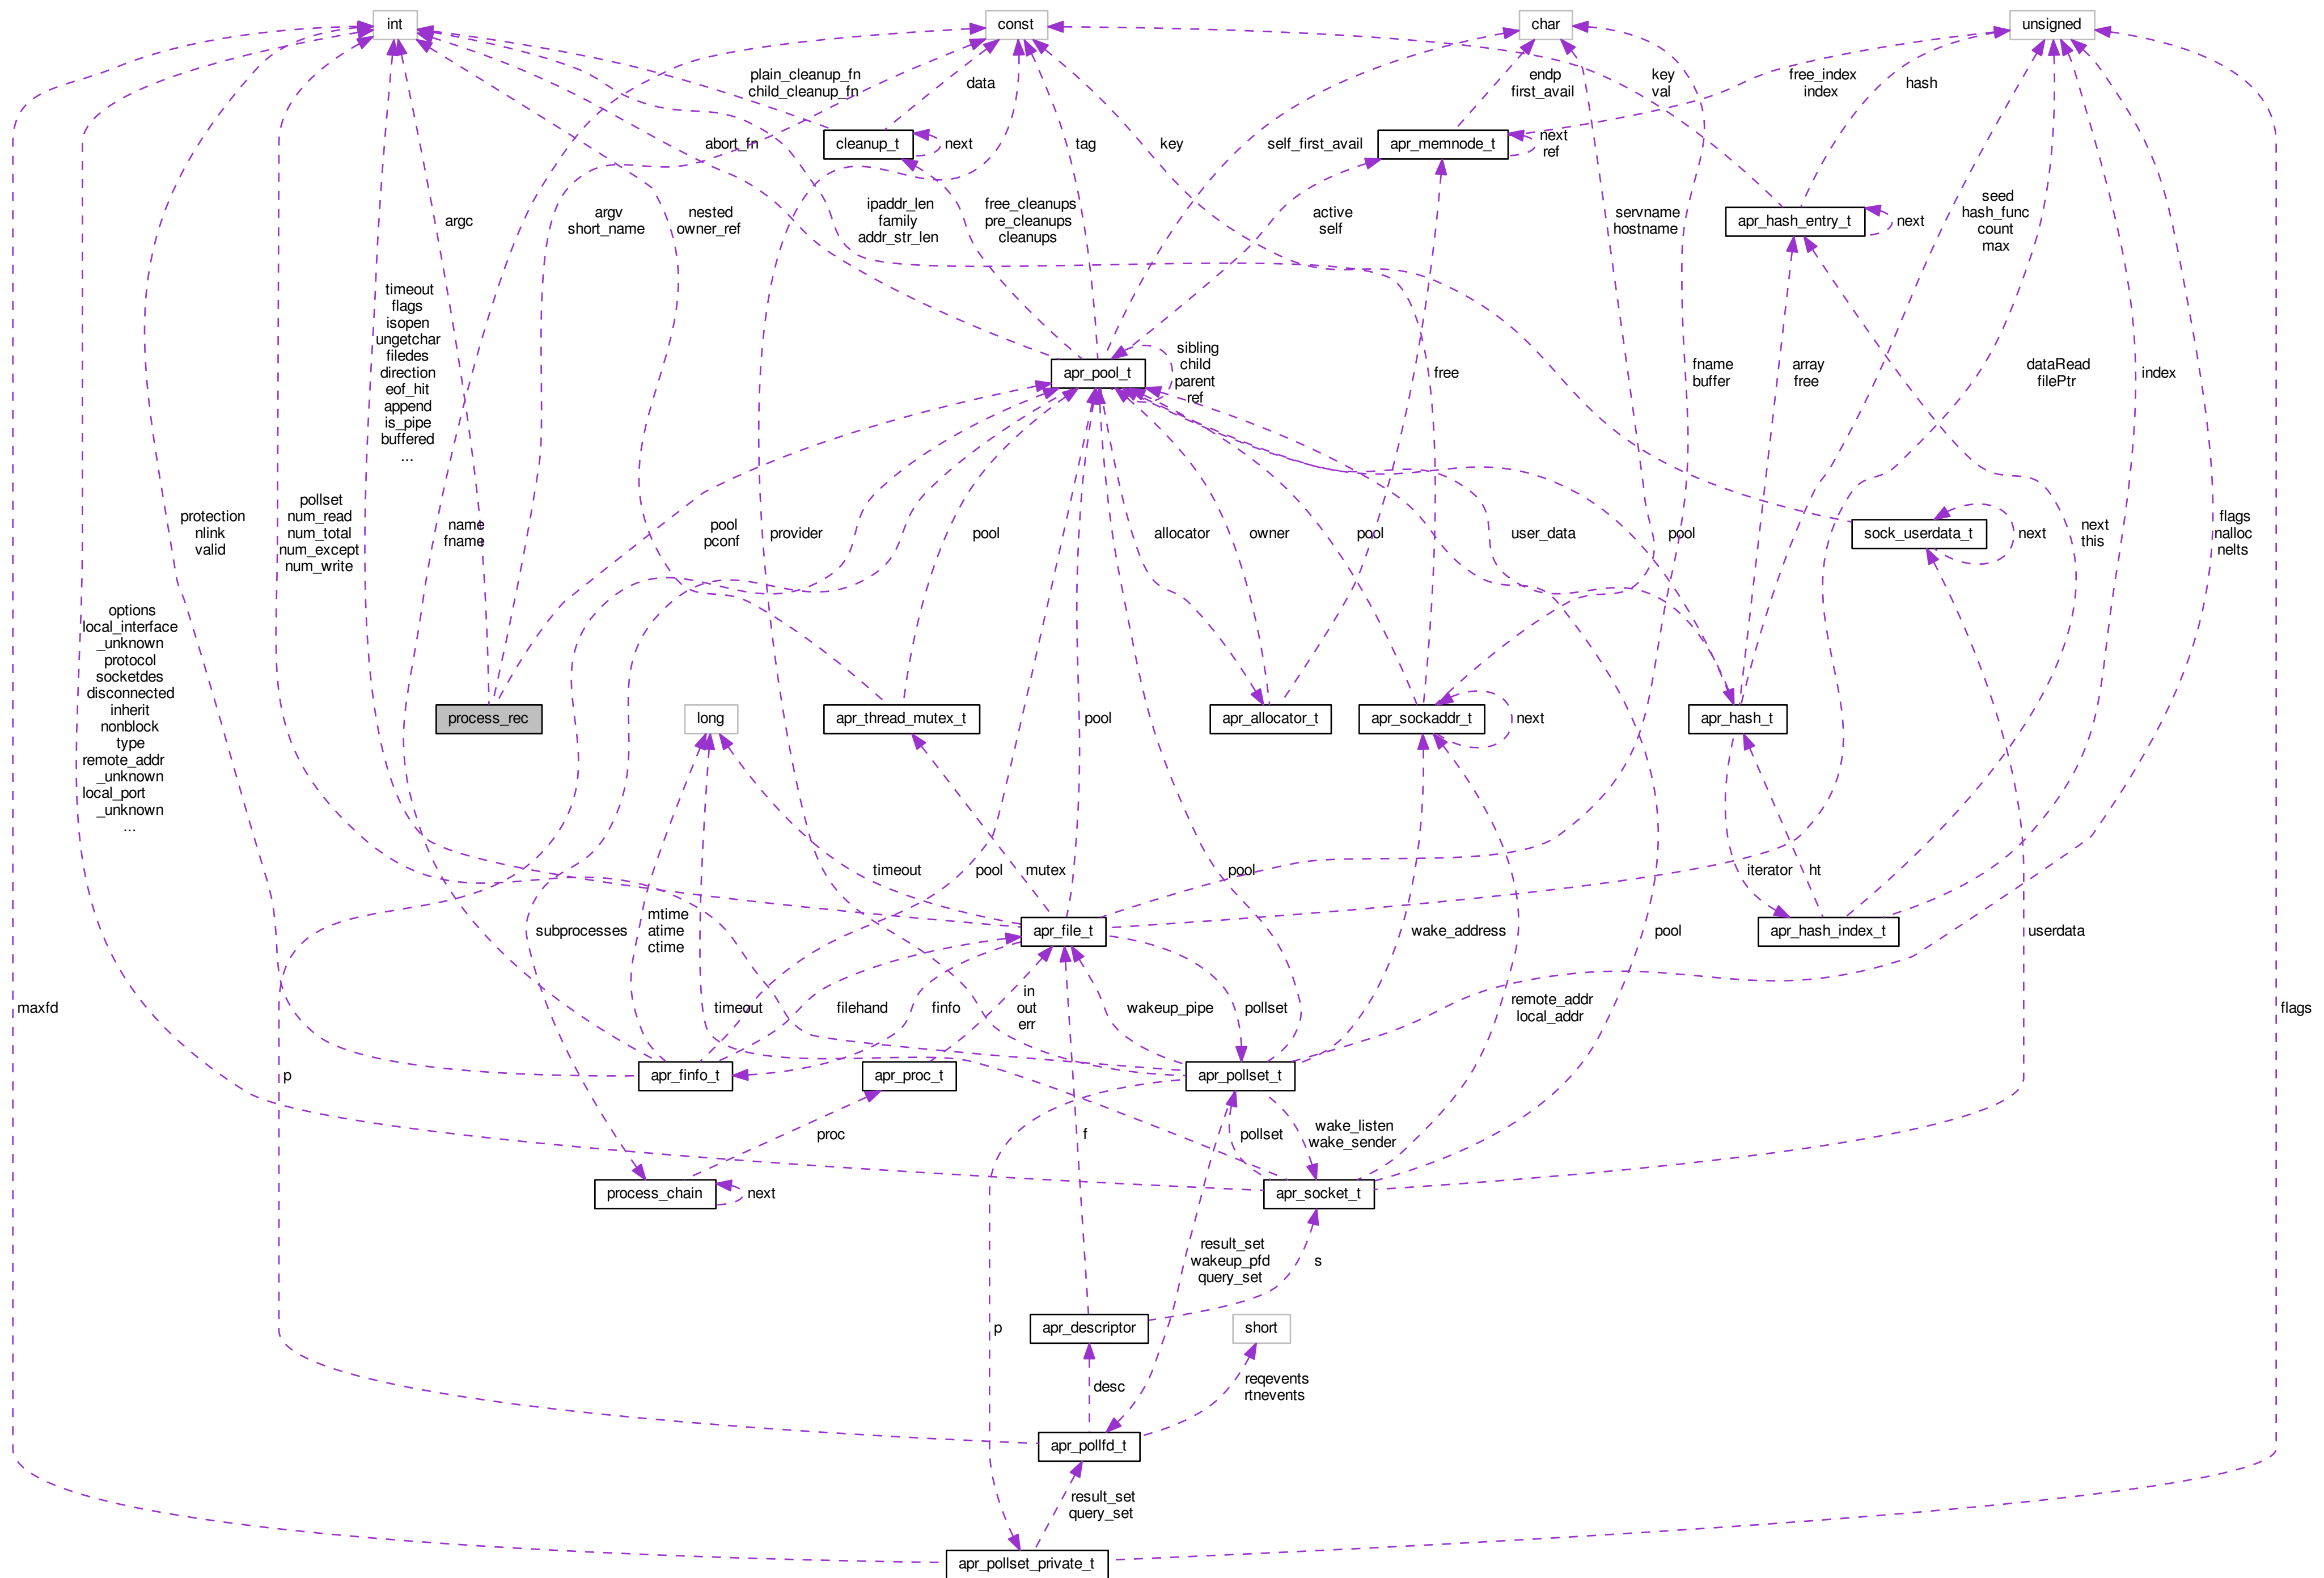 int
const
char
unsigned
plain_cleanup_fn
child_cleanup_fn
data
endp
first_avail
key
val
free_index
index
hash
cleanup_t
next
abort_fn
tag
key
self_first_avail
apr_memnode_t
next
ref
argc
argv
short_name
nested
owner_ref
ipaddr_len
family
addr_str_len
free_cleanups
pre_cleanups
cleanups
active
self
servname
hostname
apr_hash_entry_t
next
seed
hash_func
count
max
timeout
flags
isopen
ungetchar
filedes
direction
eof_hit
append
is_pipe
buffered
...
apr_pool_t
sibling
child
parent
ref
free
fname
buffer
array
free
dataRead
filePtr
index
protection
nlink
valid
pollset
num_read
num_total
num_except
num_write
name
fname
pool
pconf
provider
pool
allocator
owner
pool
user_data
pool
sock_userdata_t
next
next
this
flags
nalloc
nelts
options
local_interface
_unknown
protocol
socketdes
disconnected
inherit
nonblock
type
remote_addr
_unknown
local_port
_unknown
...
process_rec
long
apr_thread_mutex_t
pool
apr_allocator_t
apr_sockaddr_t
next
apr_hash_t
timeout
pool
mutex
pool
iterator
ht
subprocesses
mtime
atime
ctime
apr_file_t
wake_address
pool
apr_hash_index_t
userdata
maxfd
timeout
filehand
finfo
in
out
err
wakeup_pipe
pollset
remote_addr
local_addr
flags
p
apr_finfo_t
apr_proc_t
apr_pollset_t
proc
f
pollset
wake_listen
wake_sender
process_chain
next
apr_socket_t
result_set
wakeup_pfd
query_set
s
p
apr_descriptor
short
desc
reqevents
rtnevents
apr_pollfd_t
result_set
query_set
apr_pollset_private_t